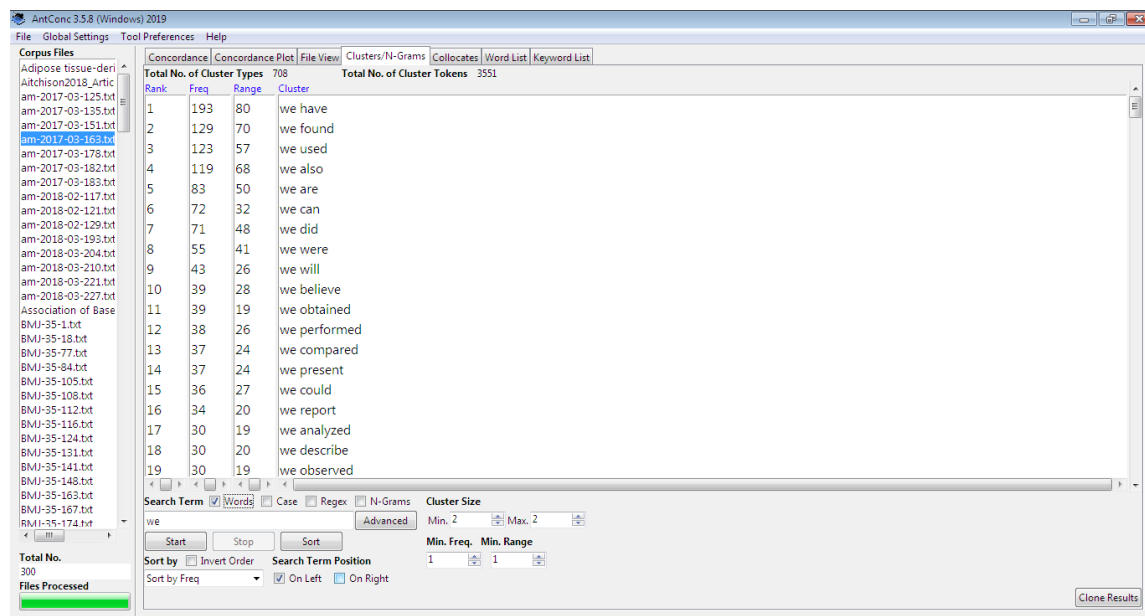 AntConc 3.5.8 (Windows) 2019
File Global Settings Tool Preferences Help
Corpus Files
Adipose tissue-deri
Aitchison2018_Artic
am-2017-03-125.txt
am-2017-03-135.txt
am-2017-03-151.txt
am-2017-03-163.txt
am-2017-03-178.txt
am-2017-03-182.txt
am-2017-03-183.txt
am-2018-02-117.txt
am-2018-02-121.txt
am-2018-02-129.txt
am-2018-03-193.txt
am-2018-03-204.txt
am-2018-03-210.txt
am-2018-03-221.txt
am-2018-03-227.txt
Association of Base
BMJ-35-1.txt
BMJ-35-18.txt
BMJ-35-77.txt
BMJ-35-84.txt
BMJ-35-105.txt
BMJ-35-108.txt
BMJ-35-112.txt
BMJ-35-116.txt
BMJ-35-124.txt
BMJ-35-131.txt
BMJ-35-141.txt
BMJ-35-148.txt
BMJ-35-163.txt
BMJ-35-167.txt
BMJ-35-174.txt
Total No.
300
Files Processed
Concordance Concordance Plot File View Clusters/N-Grams Collocates Word List Keyword List
Total No. of Cluster Types 708 Total No. of Cluster Tokens 3551
Rank Freq Range Cluster
1 193 80 we have
2 129 70 we found
3 123 57 we used
4 119 68 we also
5 83 50 we are
6 72 32 we can
7 71 48 we did
8 55 41 we were
9 43 26 we will
10 39 28 we believe
11 39 19 we obtained
12 38 26 we performed
13 37 24 we compared
14 37 24 we present
15 36 27 we could
16 34 20 we report
17 30 19 we analyzed
18 30 20 we describe
19 30 19 we observed
Search Term Words Case Regex N-Grams Cluster Size
we Advanced Min. 2 Max. 2
Start Stop Sort Min. Freq. Min. Range
Sort by Invert Order Search Term Position 1 1
Sort by Freq On Left On Right
Clone Results